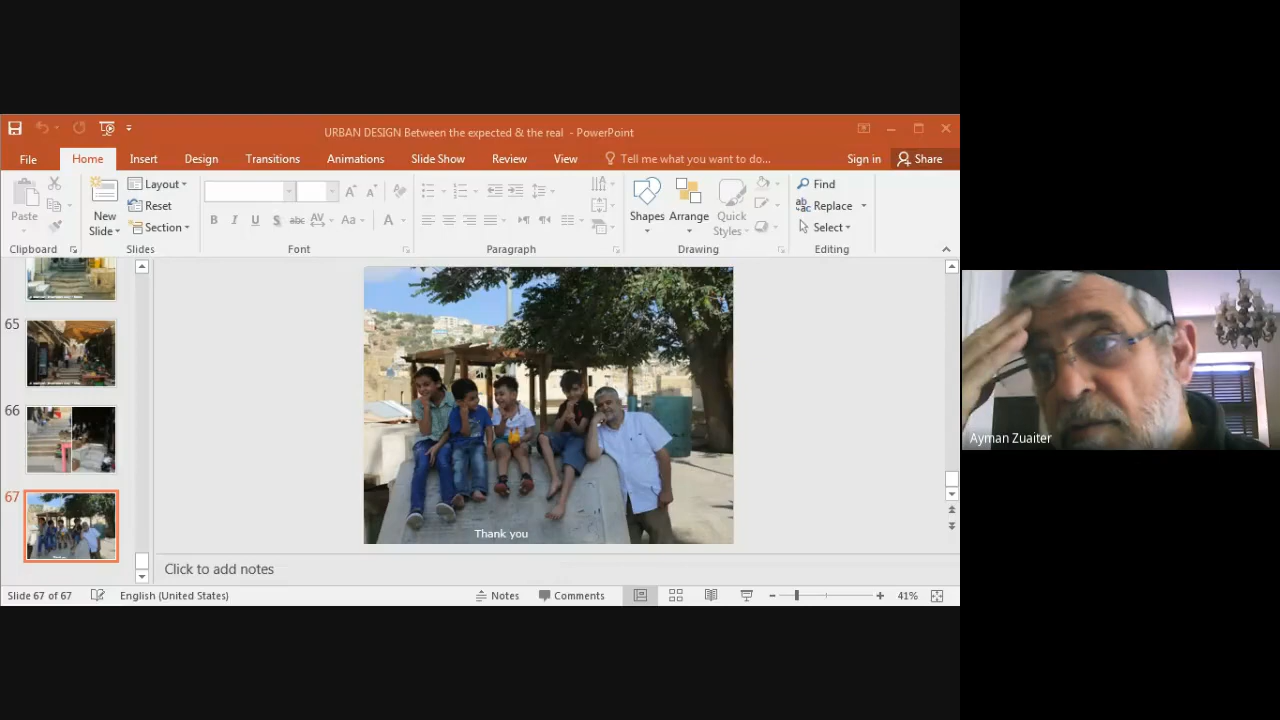 URBAN DESIGN Between the expected & the real - PowerPoint
File Home Insert Design Transitions Animations Slide Show Review View Tell me what you want to do... Sign in Share
Paste
New Slide
Layout
Reset
Section
B I U S abc AV Aa A
Shapes
Arrange
Quick Styles
Find
Replace
Select
Clipboard Slides Font Paragraph Drawing Editing
65
66
67
Thank you
Click to add notes
Slide 67 of 67 English (United States) Notes Comments 41%
Ayman Zuaiter